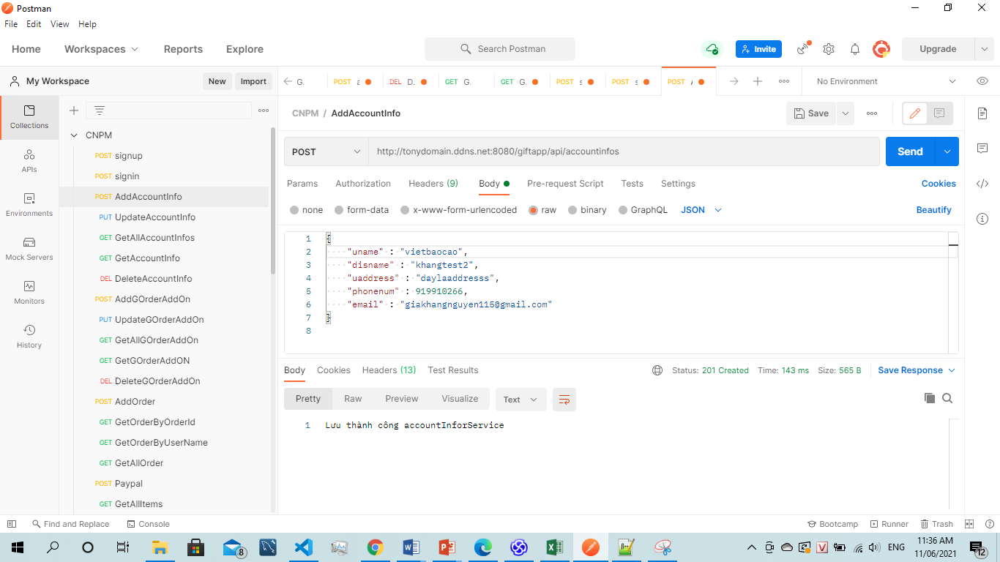 Postman
File Edit View Help
Home Workspaces Reports Explore Search Postman Invite Upgrade
My Workspace New Import
G. POST a DEL D. GET G. GET G. POST s POST s POST No Environment
CNPM / AddAccountInfo Save
POST http://tonydomain.ddns.net:8080/giftapp/api/accountinfos Send
Params Authorization Headers (9) Body Pre-request Script Tests Settings Cookies
none form-data x-www-form-urlencoded raw binary GraphQL JSON Beautify
Collections
APIs
Environments
Mock Servers
Monitors
History
CNPM
POST signup
POST signin
POST AddAccountInfo
PUT UpdateAccountInfo
GET GetAllAccountInfos
GET GetAccountInfo
DEL DeleteAccountInfo
POST AddGOrderAddOn
PUT UpdateGOrderAddOn
GET GetAllGOrderAddOn
GET GetGOrderAddON
DEL DeleteGOrderAddOn
POST AddOrder
GET GetOrderByOrderId
GET GetOrderByUserName
GET GetAllOrder
POST Paypal
GET GetAllItems
1 {
2 "uname" : "vietbaocao",
3 "disname" : "khangtest2",
4 "uaddress" : "daylaaddresss",
5 "phonenum" : 919910266,
6 "email" : "giakhangnguyen115@gmail.com"
7 }
8
Body Cookies Headers (13) Test Results Status: 201 Created Time: 143 ms Size: 565 B Save Response
Pretty Raw Preview Visualize Text
1 Lưu thành công accountInforService
Find and Replace Console Bootcamp Runner Trash
8 ENG 11:36 AM
11/06/2021 12